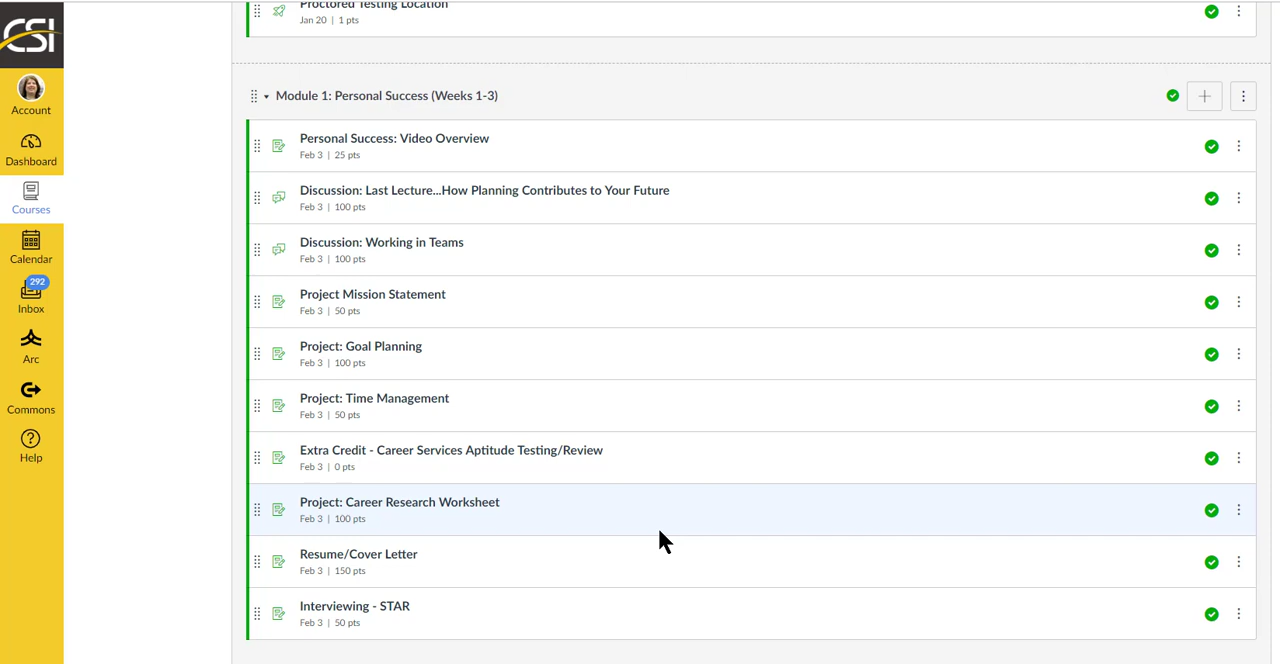 Proctored Testing Location
Jan 20 | 1 pts
CSI
Account
Dashboard
Courses
Calendar
292
Inbox
Arc
Commons
Help
Module 1: Personal Success (Weeks 1-3)
Personal Success: Video Overview
Feb 3 | 25 pts
Discussion: Last Lecture...How Planning Contributes to Your Future
Feb 3 | 100 pts
Discussion: Working in Teams
Feb 3 | 100 pts
Project Mission Statement
Feb 3 | 50 pts
Project: Goal Planning
Feb 3 | 100 pts
Project: Time Management
Feb 3 | 50 pts
Extra Credit - Career Services Aptitude Testing/Review
Feb 3 | 0 pts
Project: Career Research Worksheet
Feb 3 | 100 pts
Resume/Cover Letter
Feb 3 | 150 pts
Interviewing - STAR
Feb 3 | 50 pts